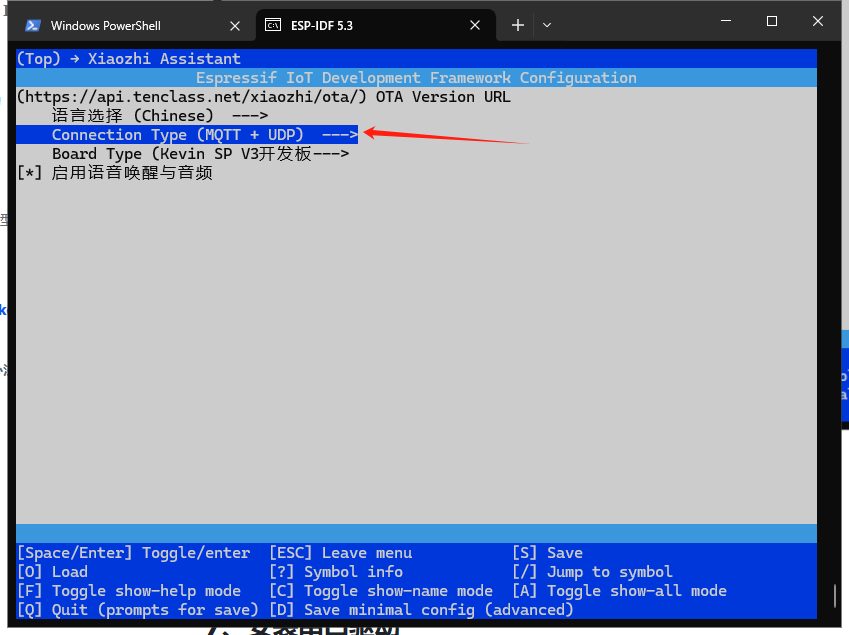 Windows PowerShell
ESP-IDF 5.3
(Top) → Xiaozhi Assistant
Espressif IoT Development Framework Configuration
(https://api.tenclass.net/xiaozhi/ota/) OTA Version URL
语言选择 (Chinese)  --->
Connection Type (MQTT + UDP)  --->
Board Type (Kevin SP V3开发板--->
[*] 启用语音唤醒与音频
[Space/Enter] Toggle/enter  [ESC] Leave menu  [S] Save
[O] Load  [?] Symbol info  [/] Jump to symbol
[F] Toggle show-help mode  [C] Toggle show-name mode  [A] Toggle show-all mode
[Q] Quit (prompts for save)  [D] Save minimal config (advanced)